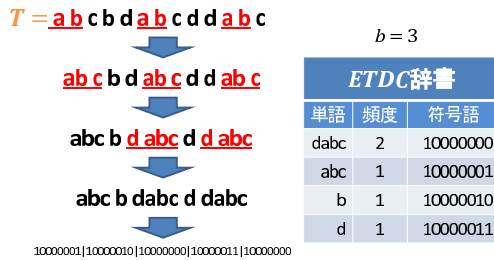 T = a b c b d a b c d d a b c
ab c b d ab c d d ab c
abc b d abc d d abc
abc b dabc d dabc
10000001|10000010|10000000|10000011|10000000
b = 3
ETDC辞書
単語 頻度 符号語
dabc 2 10000000
abc 1 10000001
b 1 10000010
d 1 10000011